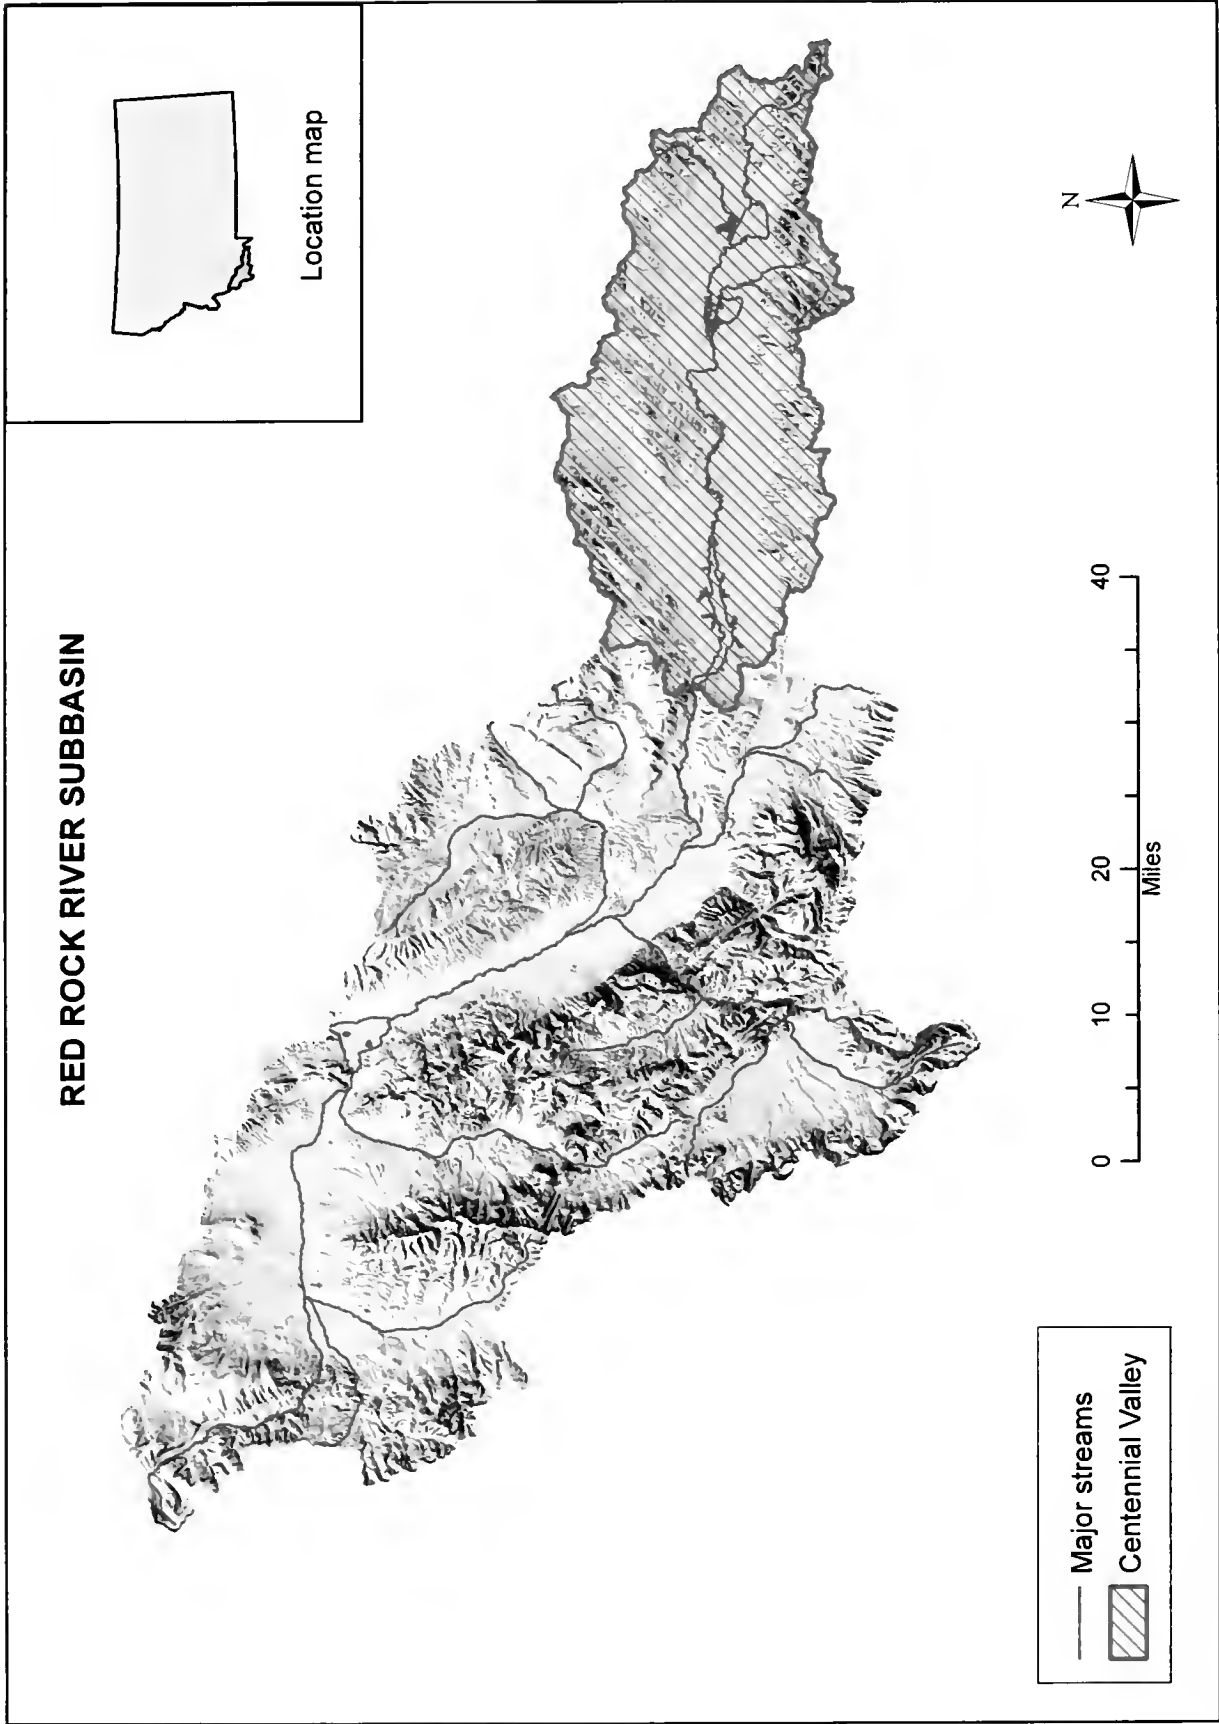 RED ROCK RIVER SUBBASIN
Location map
N
0 10 20 40
Miles
Major streams
Centennial Valley